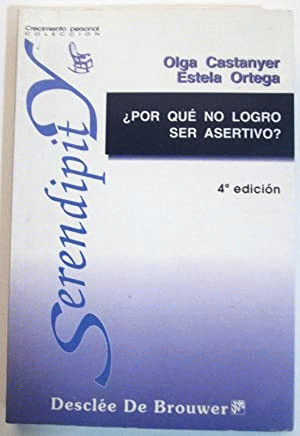 Crecimiento personal
COLECCIÓN
Serendipity
Olga Castanyer
Estela Ortega
¿POR QUÉ NO LOGRO
SER ASERTIVO?
4ª edición
Desclée De Brouwer